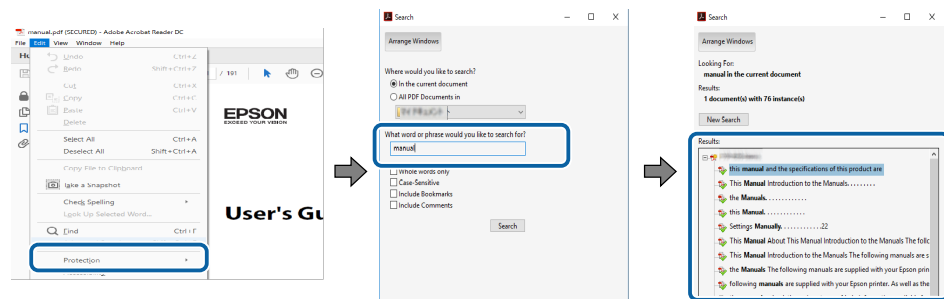 manual.pdf (SECURED) - Adobe Acrobat Reader DC
File Edit View Window Help
Undo Ctrl+Z
Redo Shift+Ctrl+Z
Cut Ctrl+X
Copy Ctrl+C
Paste Ctrl+V
Delete
Select All Ctrl+A
Deselect All Shift+Ctrl+A
Copy File to Clipboard
Take a Snapshot
Check Spelling
Look Up Selected Word...
Find Ctrl+F
Protection
/ 191
EPSON
EXCEED YOUR VISION
User's Gu
Search
Arrange Windows
Where would you like to search?
In the current document
All PDF Documents in
What word or phrase would you like to search for?
manual
Whole words only
Case-Sensitive
Include Bookmarks
Include Comments
Search
Search
Arrange Windows
Looking For:
manual in the current document
Results:
1 document(s) with 76 instance(s)
New Search
Results:
this manual and the specifications of this product are
This Manual Introduction to the Manuals.........
the Manuals.............
this Manual.............
Settings Manually.............22
This Manual About This Manual Introduction to the Manuals The follc
This Manual Introduction to the Manuals The following manuals are s
the Manuals The following manuals are supplied with your Epson prin
following manuals are supplied with your Epson printer. As well as the